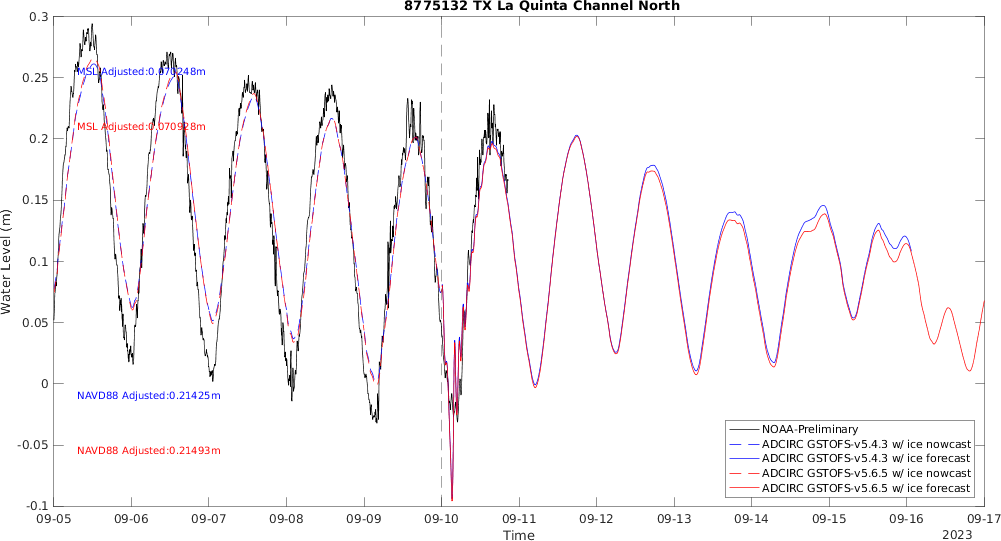 8775132 TX La Quinta Channel North
0.3
0.25
0.2
0.15
0.1
0.05
0
-0.05
-0.1
Water Level (m)
MSL Adjusted:0.070248m
MSL Adjusted:0.070928m
NAVD88 Adjusted:0.21425m
NAVD88 Adjusted:0.21493m
NOAA-Preliminary
ADCIRC GSTOFS-v5.4.3 w/ ice nowcast
ADCIRC GSTOFS-v5.4.3 w/ ice forecast
ADCIRC GSTOFS-v5.6.5 w/ ice nowcast
ADCIRC GSTOFS-v5.6.5 w/ ice forecast
09-05 09-06 09-07 09-08 09-09 09-10 09-11 09-12 09-13 09-14 09-15 09-16 09-17
Time
2023